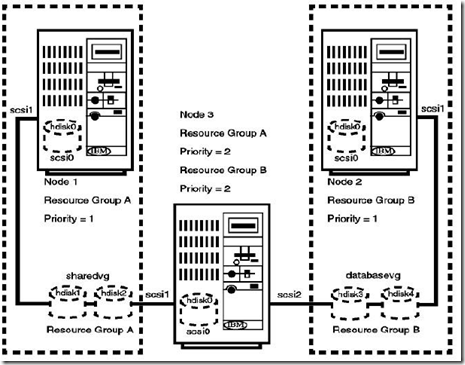 scsi1
hdisk0
scsi0
IBM
Node 1
Resource Group A
Priority = 1
Node 3
Resource Group A
Priority = 2
Resource Group B
Priority = 2
scsi1
hdisk0
scsi0
IBM
Node 2
Resource Group B
Priority = 1
sharedvg
hdisk1
hdisk2
Resource Group A
scsi1
hdisk0
scsi0
IBM
scsi2
databasevg
hdisk3
hdisk4
Resource Group B